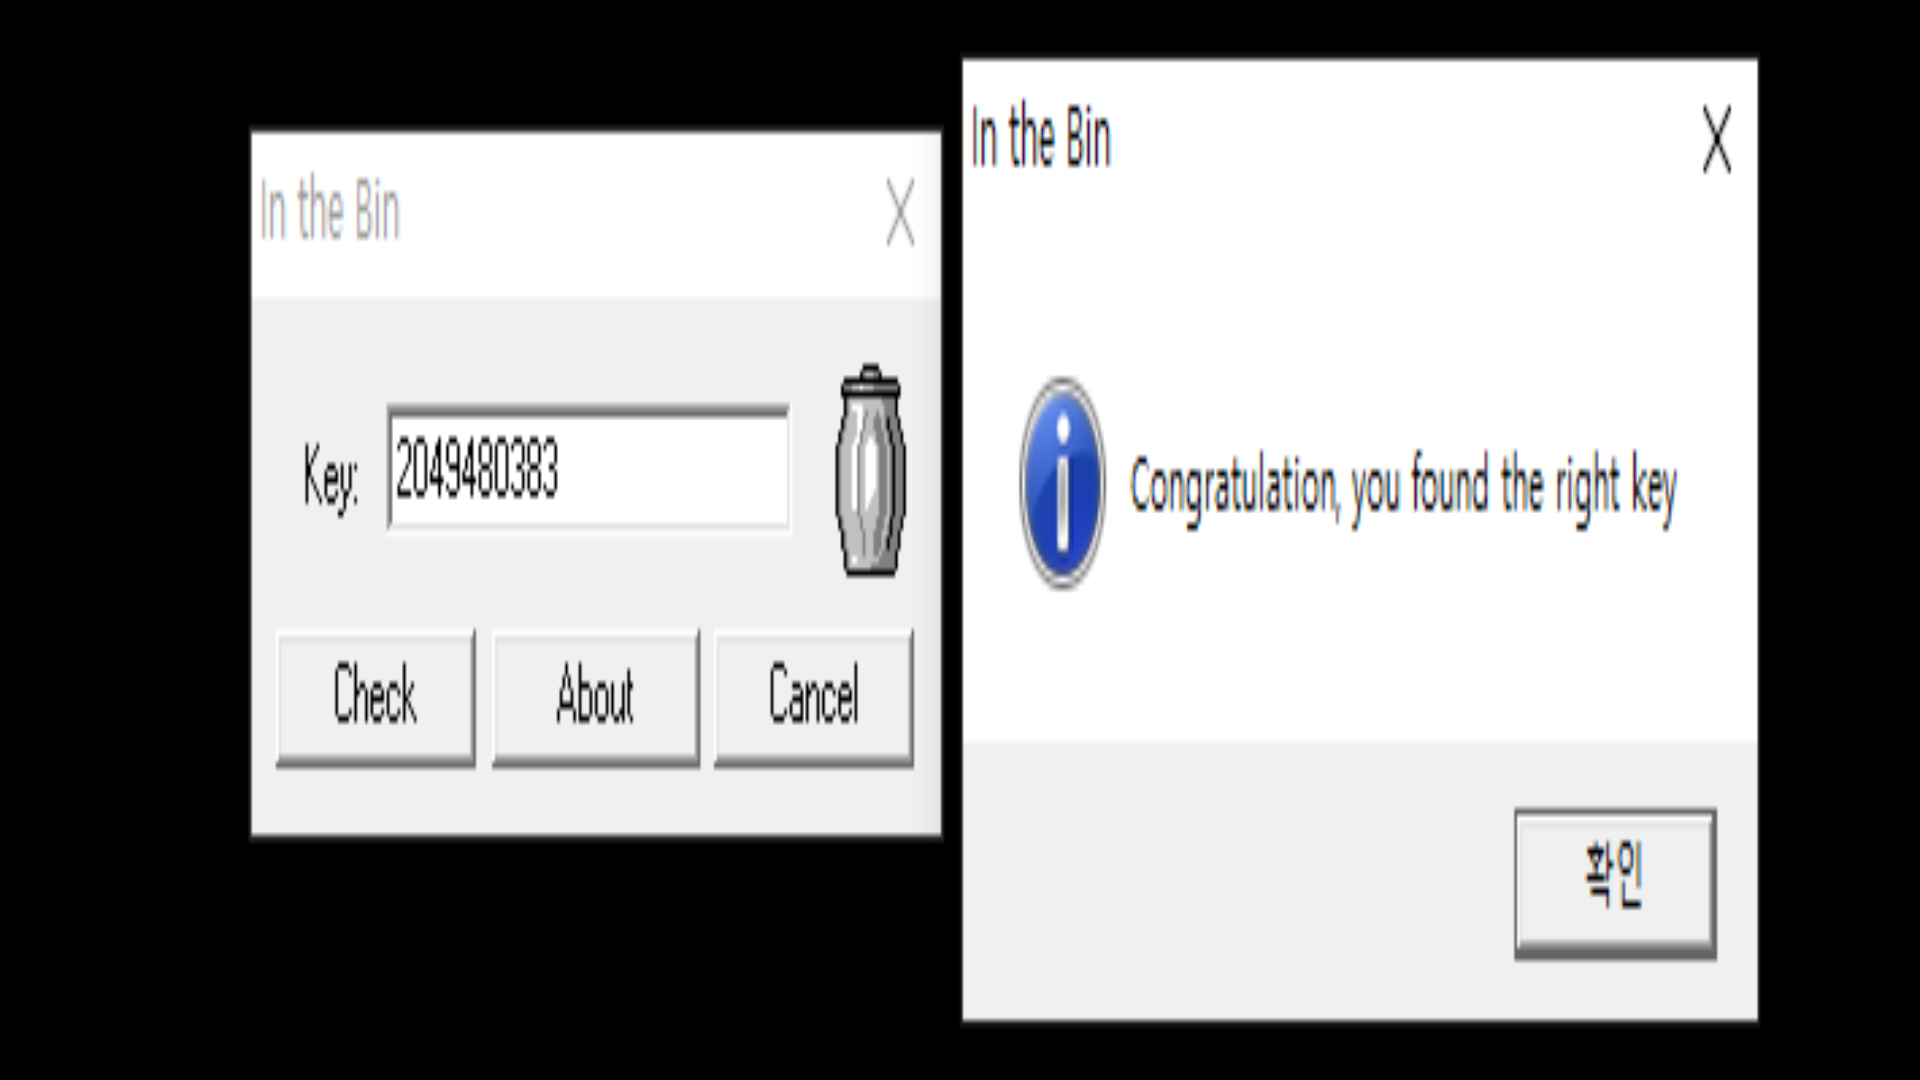 In the Bin
Key: 2049480383
Check About Cancel
In the Bin
Congratulation, you found the right key
확인